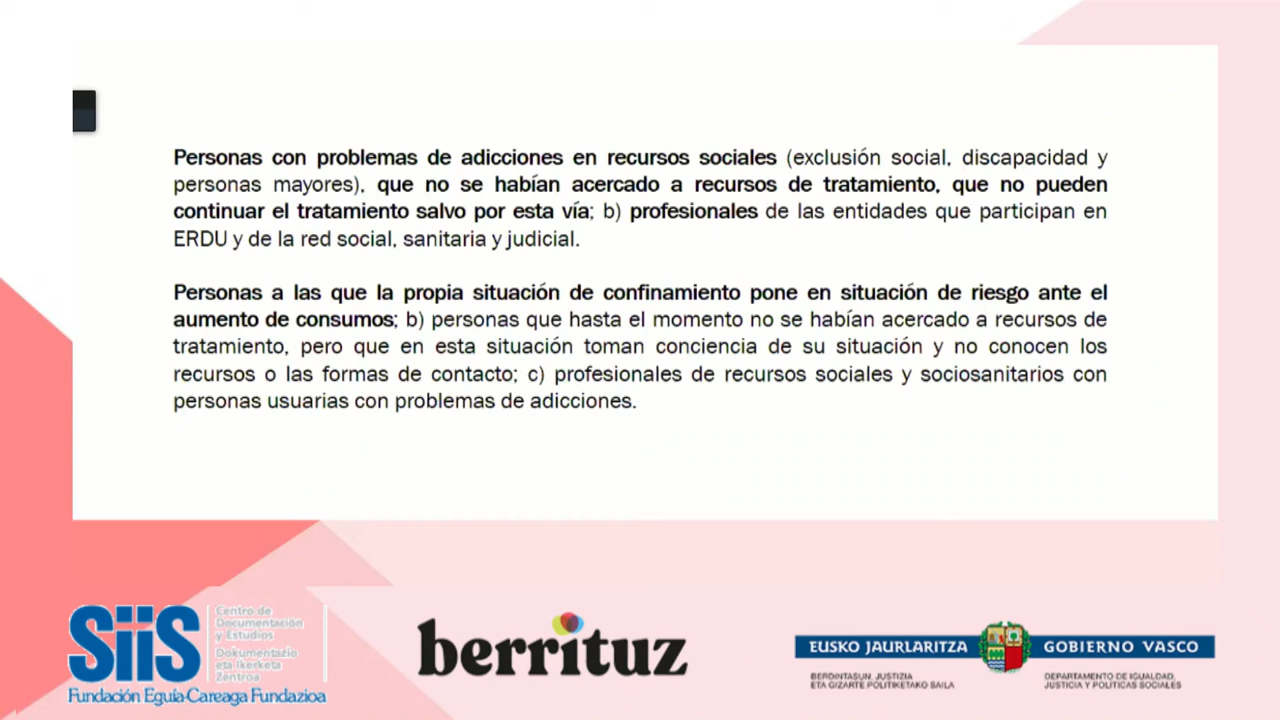 Personas con problemas de adicciones en recursos sociales (exclusión social, discapacidad y
personas mayores), que no se habían acercado a recursos de tratamiento, que no pueden
continuar el tratamiento salvo por esta vía; b) profesionales de las entidades que participan en
ERDU y de la red social, sanitaria y judicial.
Personas a las que la propia situación de confinamiento pone en situación de riesgo ante el
aumento de consumos; b) personas que hasta el momento no se habían acercado a recursos de
tratamiento, pero que en esta situación toman conciencia de su situación y no conocen los
recursos o las formas de contacto; c) profesionales de recursos sociales y sociosanitarios con
personas usuarias con problemas de adicciones.
SiiS
Centro de
Documentación
y Estudios
Dokumentazio
eta Ikerketa
Zentroa
Fundación Eguía-Careaga Fundazioa
berrituz
EUSKO JAURLARITZA
GOBIERNO VASCO
BERDINTASUN, JUSTIZIA
ETA GIZARTE POLITIKETAKO SAILA
DEPARTAMENTO DE IGUALDAD,
JUSTICIA Y POLÍTICAS SOCIALES